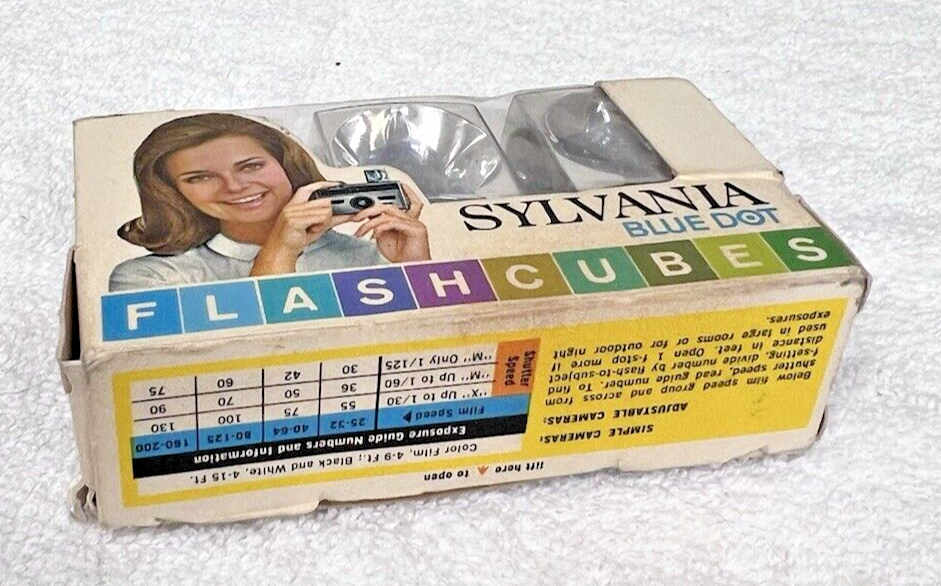 SYLVANIA
BLUE DOT
FLASHCUBES
lift here ▲ to open
SIMPLE CAMERAS:
Color Film, 4-9 Ft.; Black and White, 4-15 Ft.
ADJUSTABLE CAMERAS:
Below film speed group and across from
shutter speed, read guide number. To find
f-setting, divide number by flash-to-subject
distance in feet. Open 1 f-stop more if
used in large rooms or for outdoor night
exposures.
Exposure Guide Numbers and Information
Film Speed ▶ 25-32 40-64 80-125 160-200
Shutter
Speed
"X" Up to 1/30 55 75 100 130
"M" Up to 1/60 36 50 70 90
"M" Only 1/125 30 42 60 75